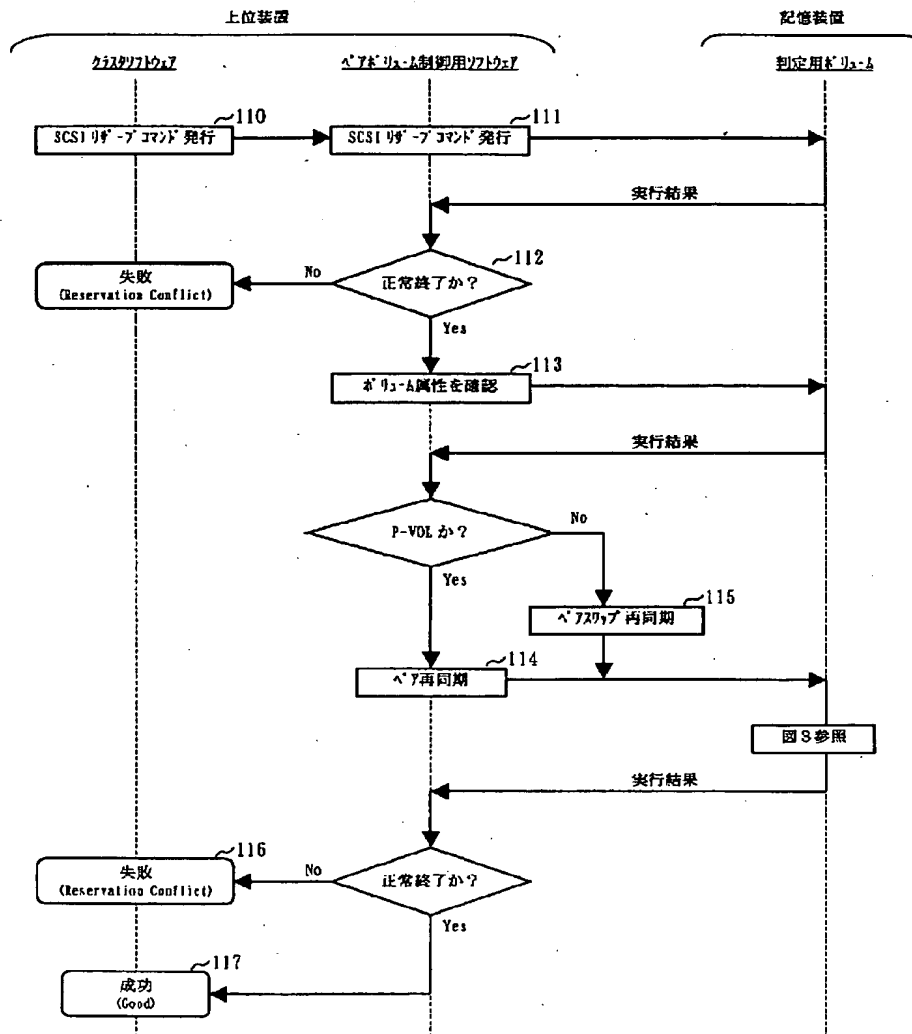 上位装置
記憶装置
クラスタソフトウェア
ペアボリューム制御用ソフトウェア
判定用ボリューム
110
SCSIリザーブコマンド発行
111
SCSIリザーブコマンド発行
実行結果
112
正常終了か?
No
失敗
(Reservation Conflict)
Yes
113
ボリューム属性を確認
実行結果
P-VOLか?
No
Yes
115
ペアスワップ再同期
114
ペア再同期
図3参照
実行結果
116
失敗
(Reservation Conflict)
No
正常終了か?
Yes
117
成功
(Good)